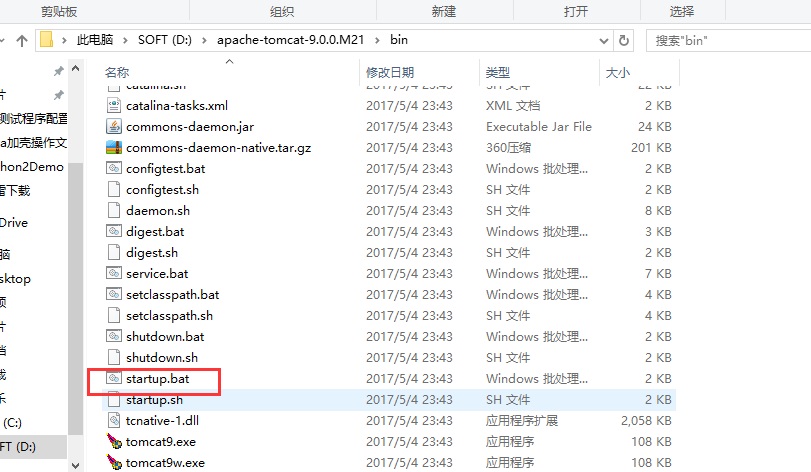 剪贴板 组织 新建 打开 选择
此电脑 SOFT (D:) apache-tomcat-9.0.0.M21 bin 搜索"bin"
名称 修改日期 类型 大小
catalina.sh 2017/5/4 23:43 SH 文件 22 KB
片 catalina-tasks.xml 2017/5/4 23:43 XML 文档 2 KB
测试程序配置 commons-daemon.jar 2017/5/4 23:43 Executable Jar File 24 KB
a加壳操作文 commons-daemon-native.tar.gz 2017/5/4 23:43 360压缩 201 KB
hon2Demo configtest.bat 2017/5/4 23:43 Windows 批处理... 2 KB
雷下载 configtest.sh 2017/5/4 23:43 SH 文件 2 KB
daemon.sh 2017/5/4 23:43 SH 文件 8 KB
Drive digest.bat 2017/5/4 23:43 Windows 批处理... 2 KB
脑 digest.sh 2017/5/4 23:43 SH 文件 2 KB
sktop service.bat 2017/5/4 23:43 Windows 批处理... 7 KB
频 setclasspath.bat 2017/5/4 23:43 Windows 批处理... 4 KB
片 setclasspath.sh 2017/5/4 23:43 SH 文件 4 KB
档 shutdown.bat 2017/5/4 23:43 Windows 批处理... 2 KB
载 shutdown.sh 2017/5/4 23:43 SH 文件 2 KB
乐 startup.bat 2017/5/4 23:43 Windows 批处理... 2 KB
startup.sh 2017/5/4 23:43 SH 文件 2 KB
(C:) tcnative-1.dll 2017/5/4 23:43 应用程序扩展 2,058 KB
FT (D:) tomcat9.exe 2017/5/4 23:43 应用程序 108 KB
tomcat9w.exe 2017/5/4 23:43 应用程序 108 KB